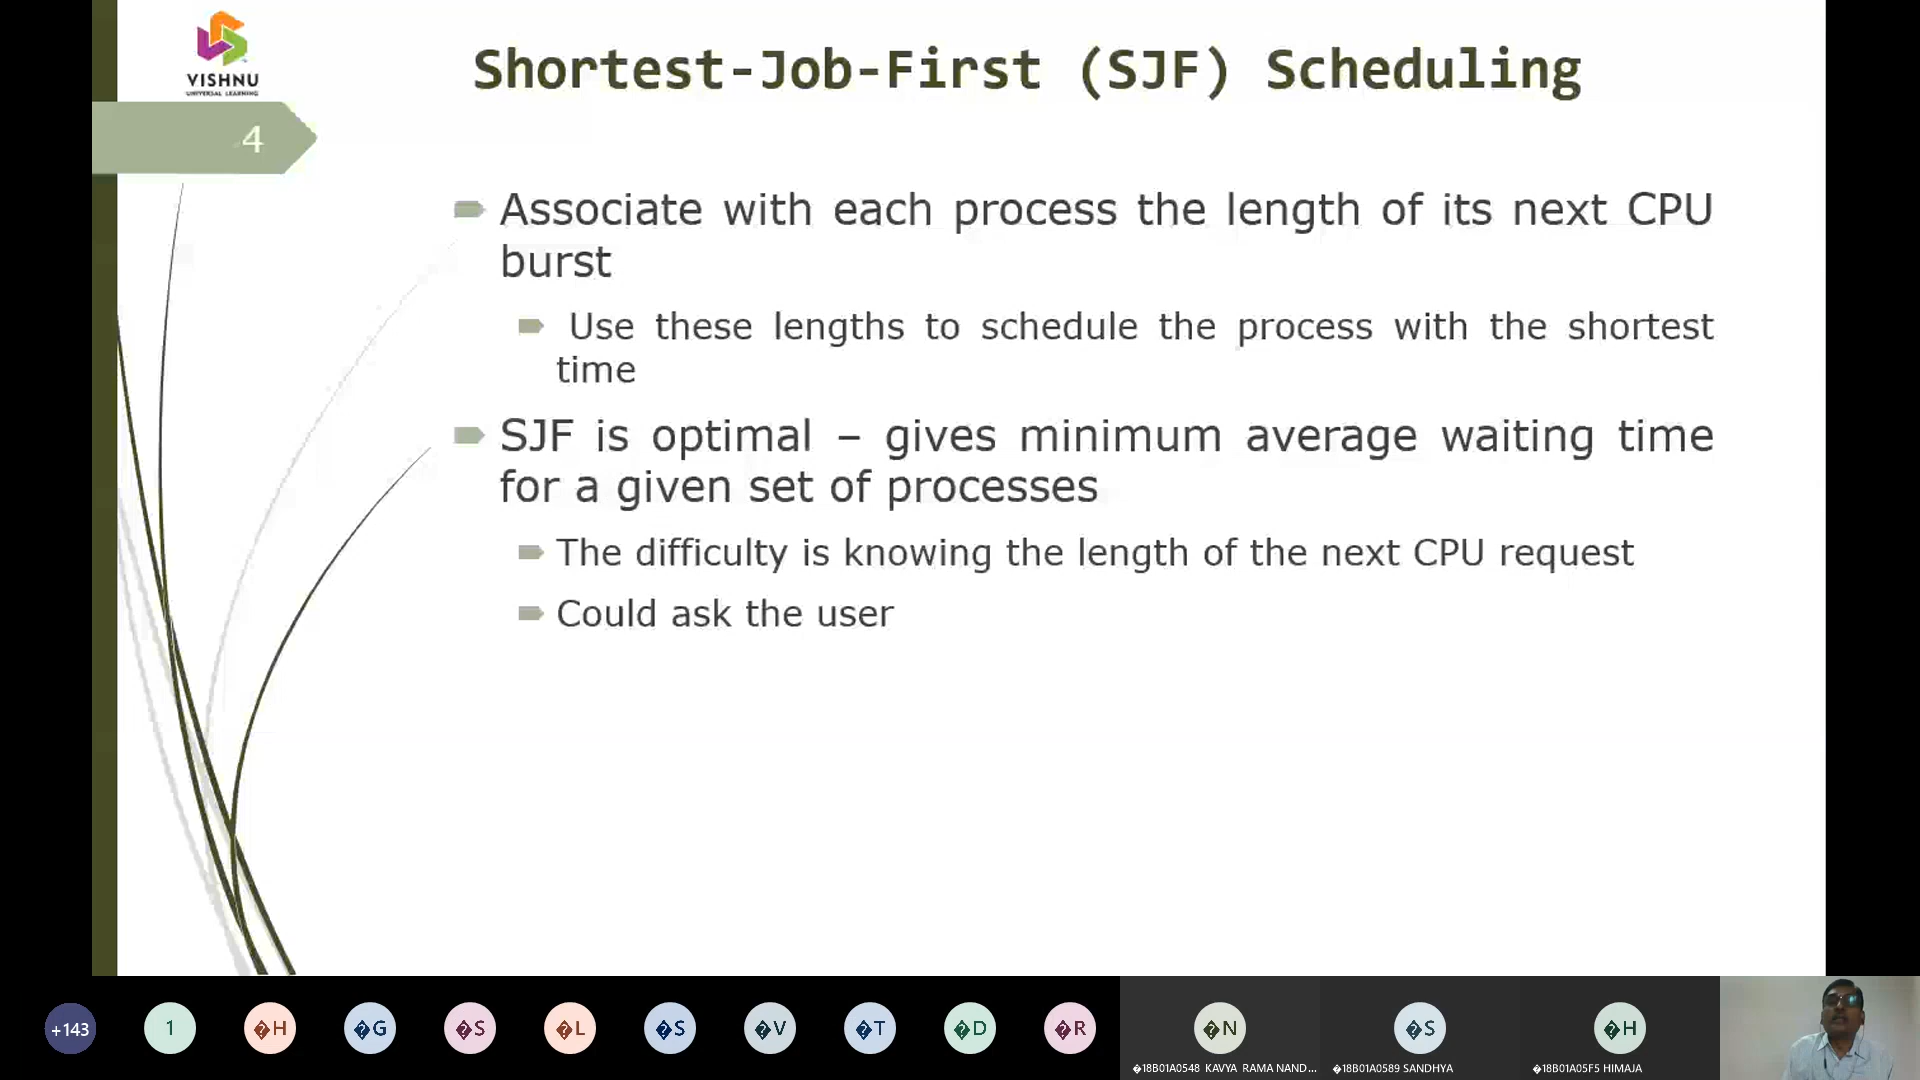 VISHNU
UNIVERSAL LEARNING
Shortest-Job-First (SJF) Scheduling
4
Associate with each process the length of its next CPU
burst
Use these lengths to schedule the process with the shortest
time
SJF is optimal – gives minimum average waiting time
for a given set of processes
The difficulty is knowing the length of the next CPU request
Could ask the user
+143
1
�H
�G
�S
�L
�S
�V
�T
�D
�R
�N
�S
�H
�18B01A0548 KAVYA RAMA NAND...
�18B01A0589 SANDHYA
�18B01A05F5 HIMAJA